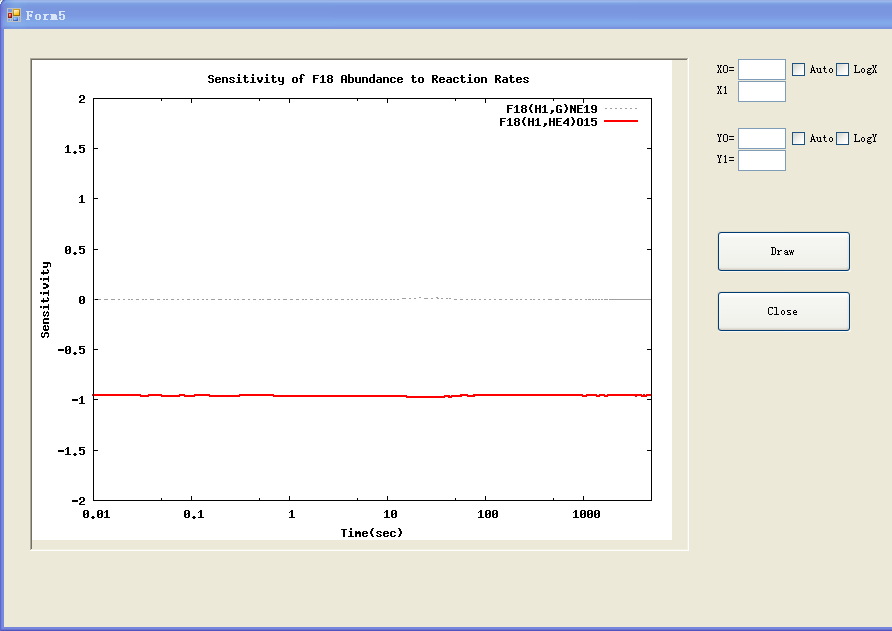 Form5
Sensitivity of F18 Abundance to Reaction Rates
F18(H1,G)NE19
F18(H1,HE4)O15
2
1.5
1
0.5
0
-0.5
-1
-1.5
-2
Sensitivity
0.01 0.1 1 10 100 1000
Time(sec)
X0= Auto LogX
X1
Y0= Auto LogY
Y1=
Draw
Close